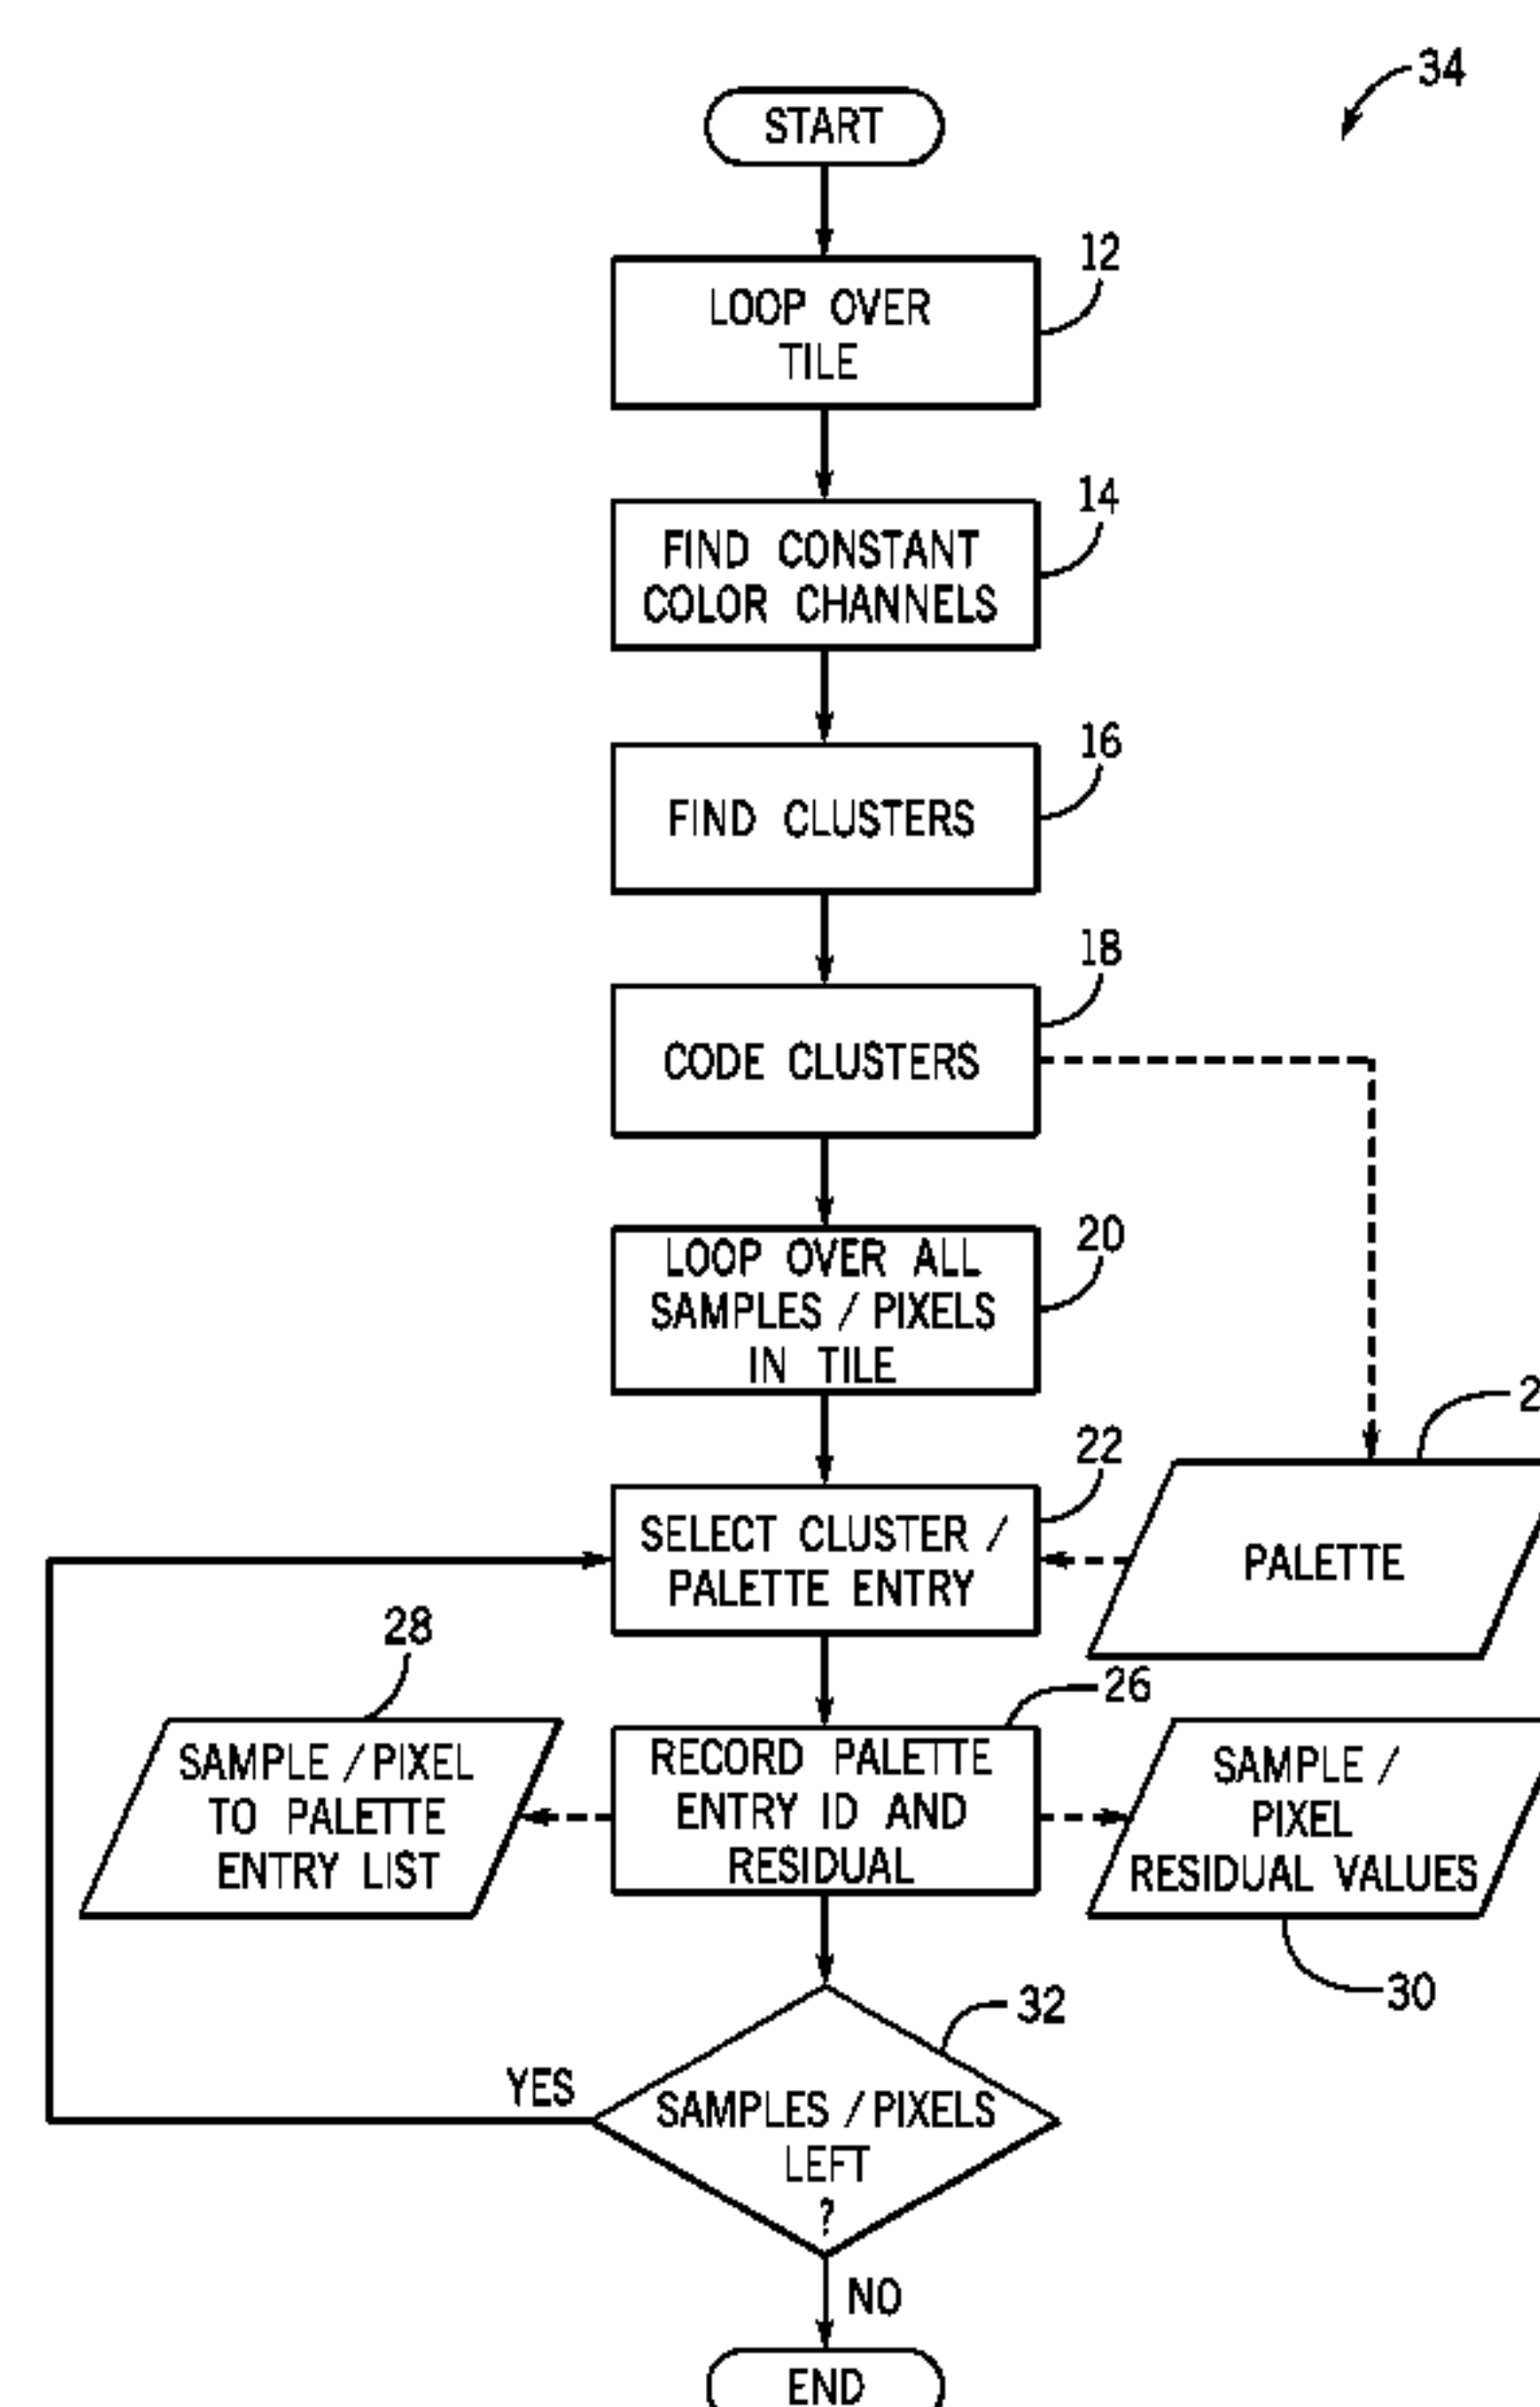 34
START
12
LOOP OVER
TILE
14
FIND CONSTANT
COLOR CHANNELS
16
FIND CLUSTERS
18
CODE CLUSTERS
20
LOOP OVER ALL
SAMPLES / PIXELS
IN TILE
22
SELECT CLUSTER /
PALETTE ENTRY
PALETTE
28
SAMPLE / PIXEL
TO PALETTE
ENTRY LIST
26
RECORD PALETTE
ENTRY ID AND
RESIDUAL
SAMPLE /
PIXEL
RESIDUAL VALUES
30
32
YES
SAMPLES / PIXELS
LEFT
?
NO
END